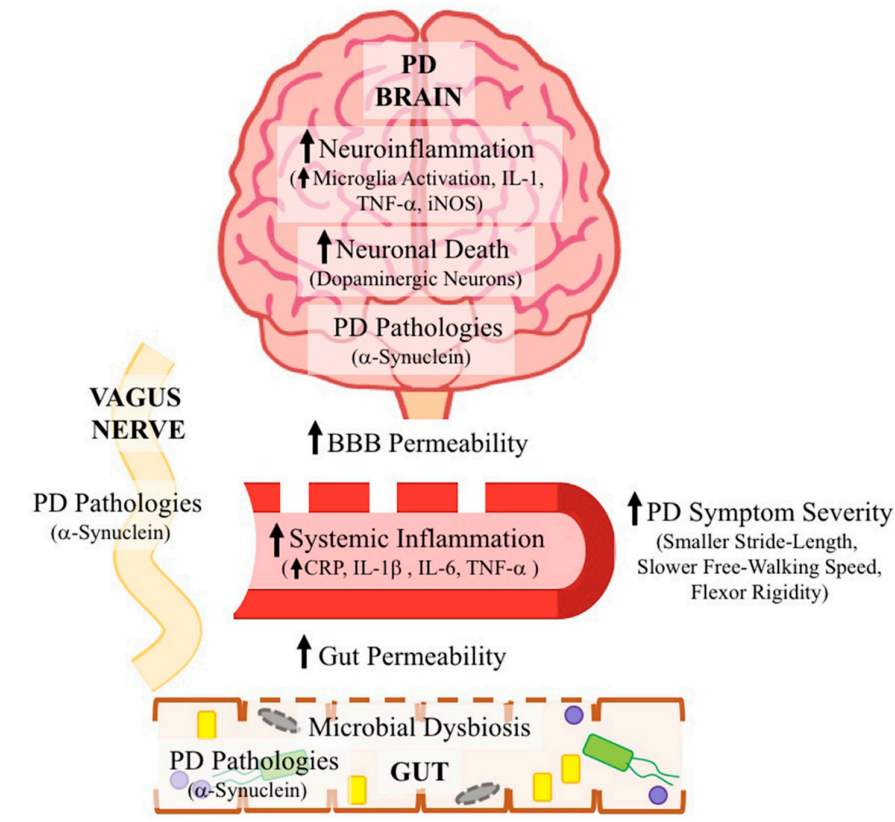 PD
BRAIN
↑ Neuroinflammation
(↑Microglia Activation, IL-1,
TNF-α, iNOS)
↑ Neuronal Death
(Dopaminergic Neurons)
PD Pathologies
(α-Synuclein)
VAGUS
NERVE
PD Pathologies
(α-Synuclein)
↑ BBB Permeability
↑ Systemic Inflammation
(↑CRP, IL-1β , IL-6, TNF-α )
↑ PD Symptom Severity
(Smaller Stride-Length,
Slower Free-Walking Speed,
Flexor Rigidity)
↑ Gut Permeability
Microbial Dysbiosis
PD Pathologies
(α-Synuclein)
GUT